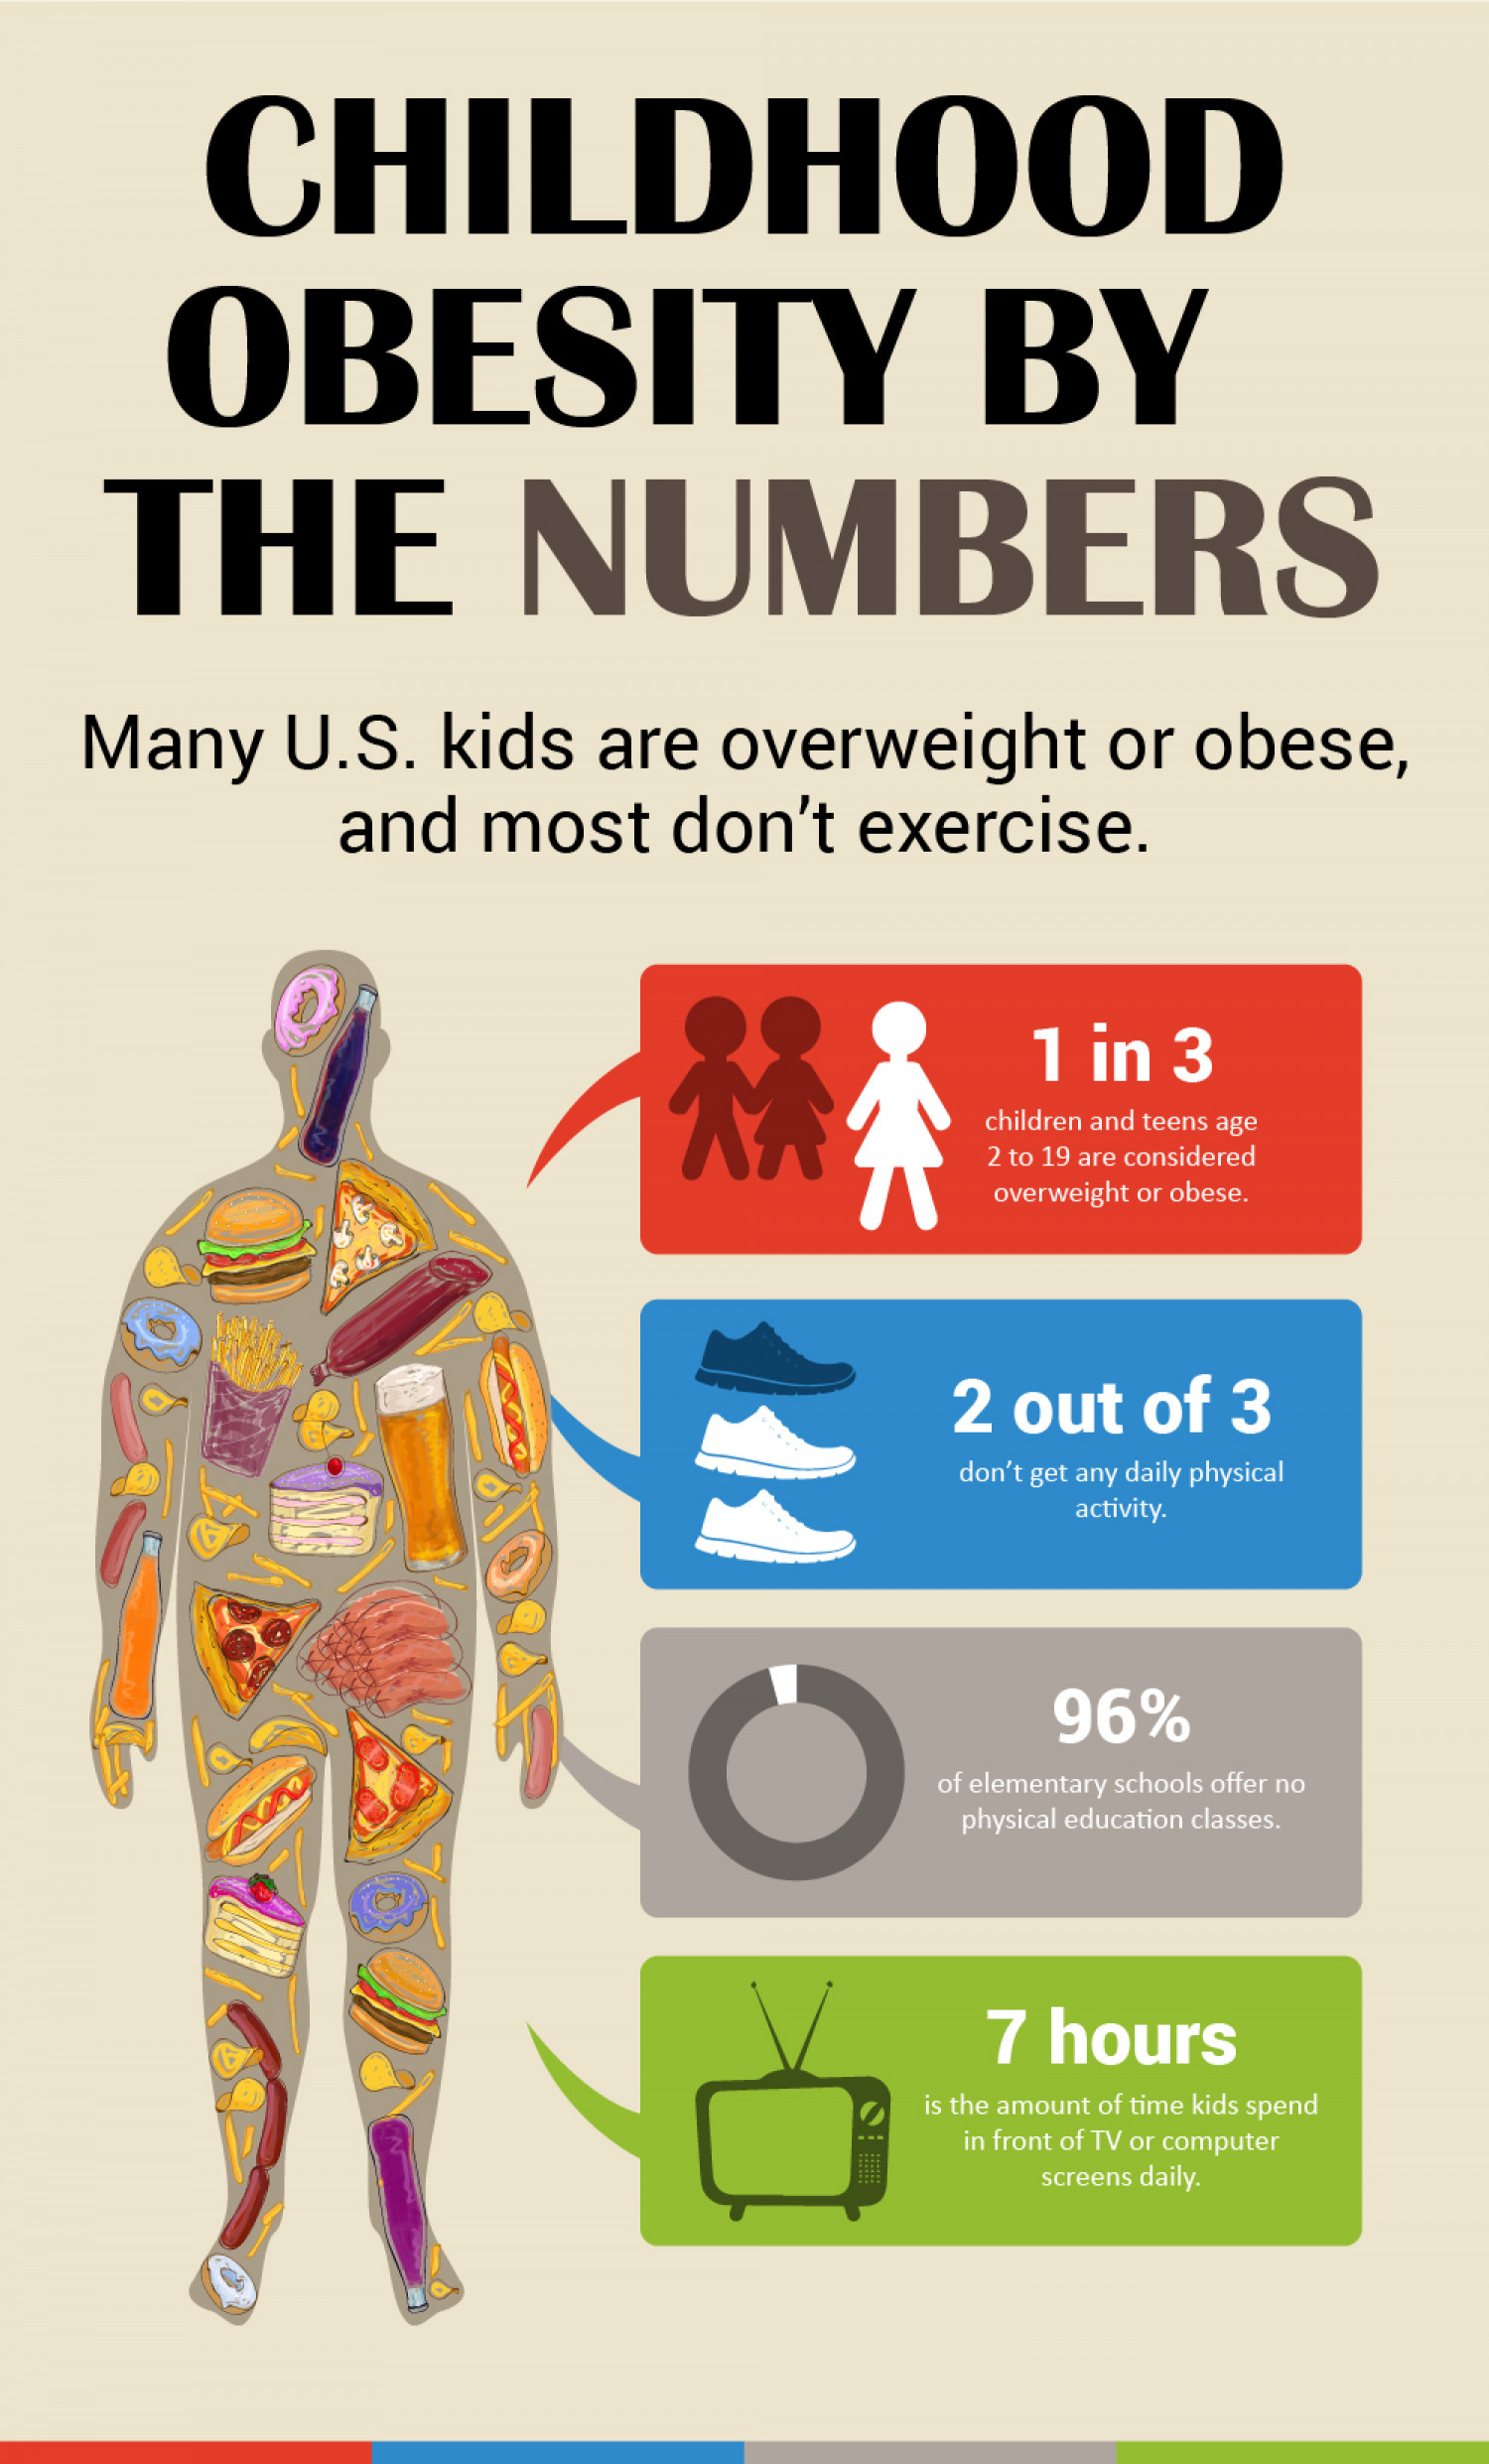 CHILDHOOD
OBESITY BY
THE NUMBERS
Many U.S. kids are overweight or obese,
and most don't exercise.
1 in 3
children and teens age
2 to 19 are considered
overweight or obese.
2 out of 3
don't get any daily physical
activity.
96%
of elementary schools offer no
physical education classes.
7 hours
is the amount of time kids spend
in front of TV or computer
screens daily.